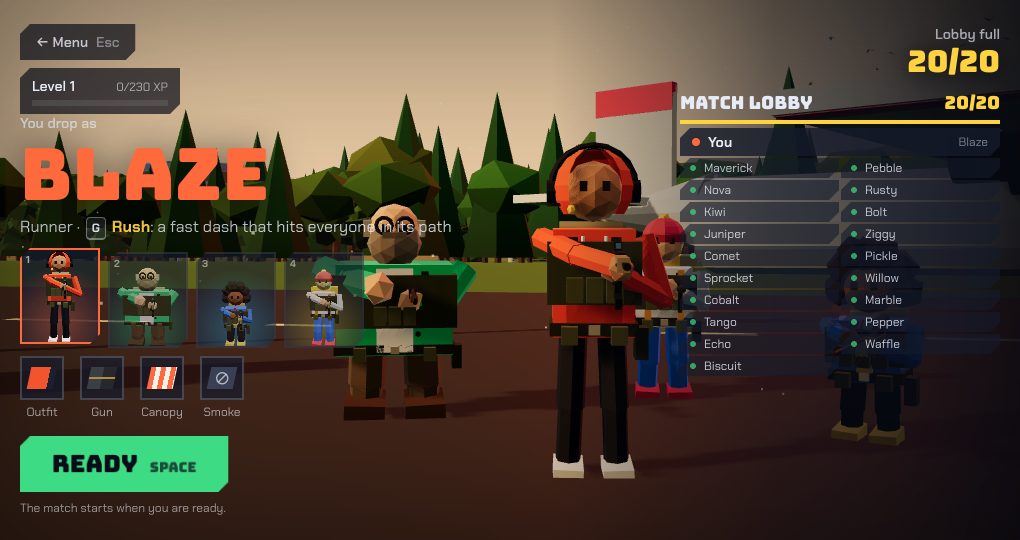 ← Menu Esc
Level 1 0/230 XP
You drop as
BLAZE
Runner · G Rush: a fast dash that hits everyone in its path
1 2 3 4
Outfit Gun Canopy Smoke
READY SPACE
The match starts when you are ready.
Lobby full
20/20
MATCH LOBBY 20/20
You Blaze
Maverick Pebble
Nova Rusty
Kiwi Bolt
Juniper Ziggy
Comet Pickle
Sprocket Willow
Cobalt Marble
Tango Pepper
Echo Waffle
Biscuit